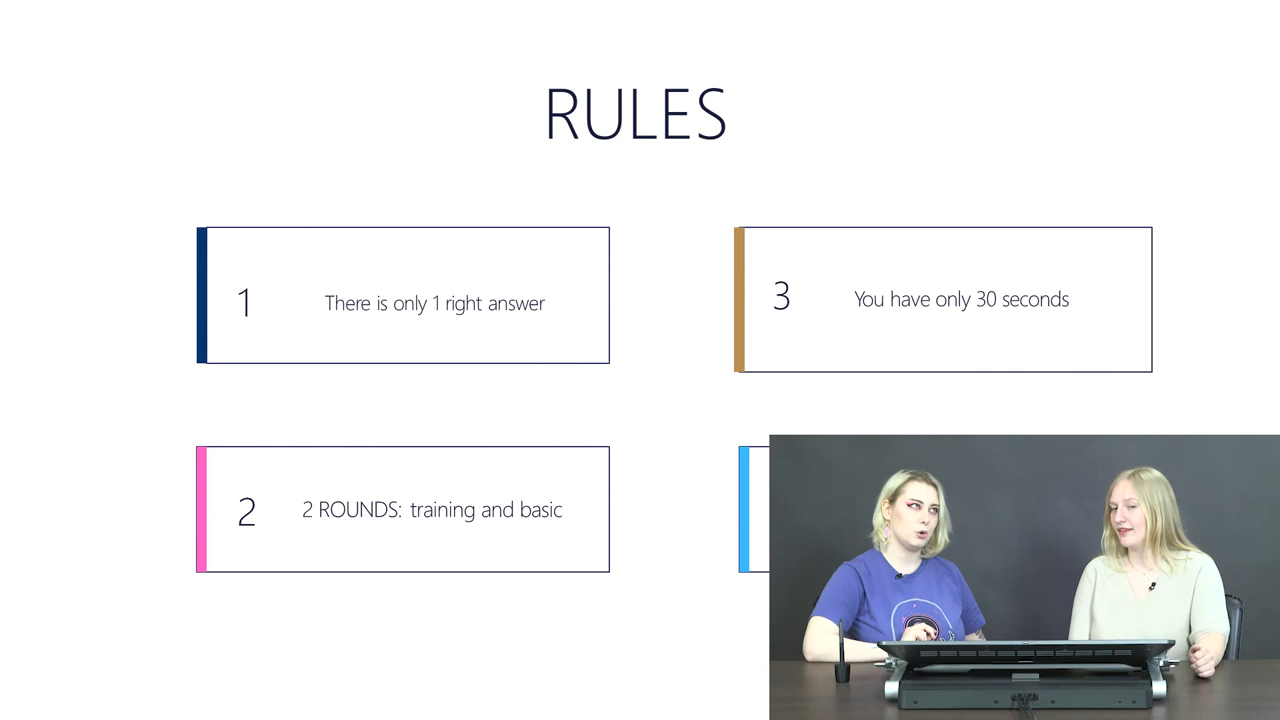 RULES
1
There is only 1 right answer
3
You have only 30 seconds
2
2 ROUNDS: training and basic